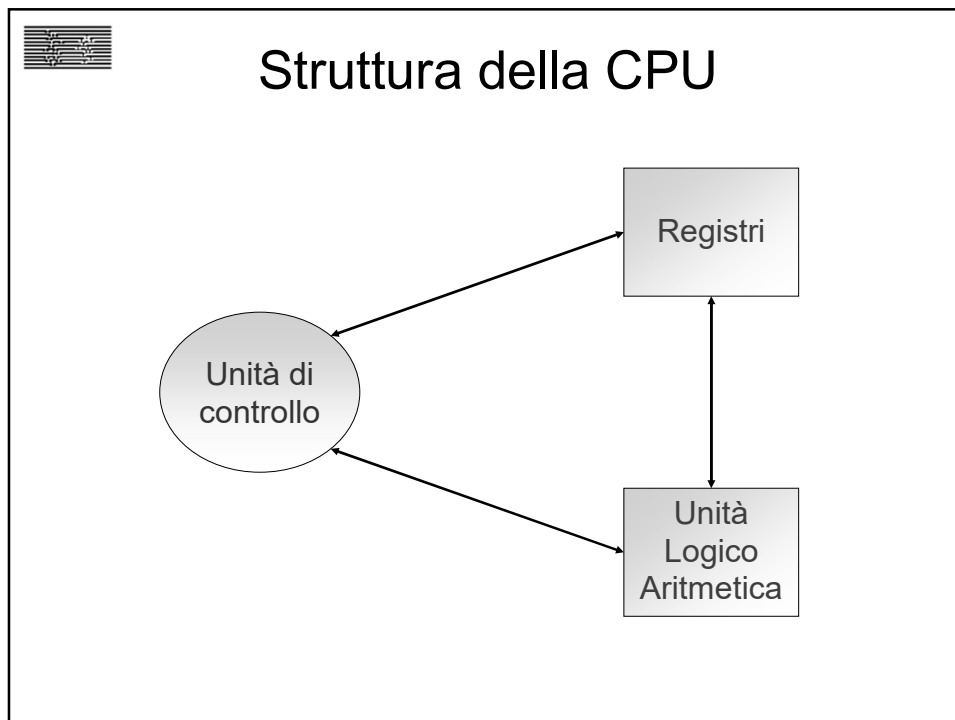 Struttura della CPU
Registri
Unità di
controllo
Unità
Logico
Aritmetica